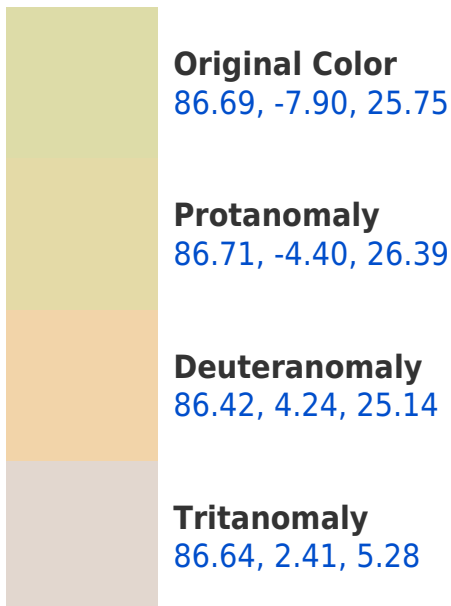 Original Color
86.69, -7.90, 25.75
Protanomaly
86.71, -4.40, 26.39
Deuteranomaly
86.42, 4.24, 25.14
Tritanomaly
86.64, 2.41, 5.28